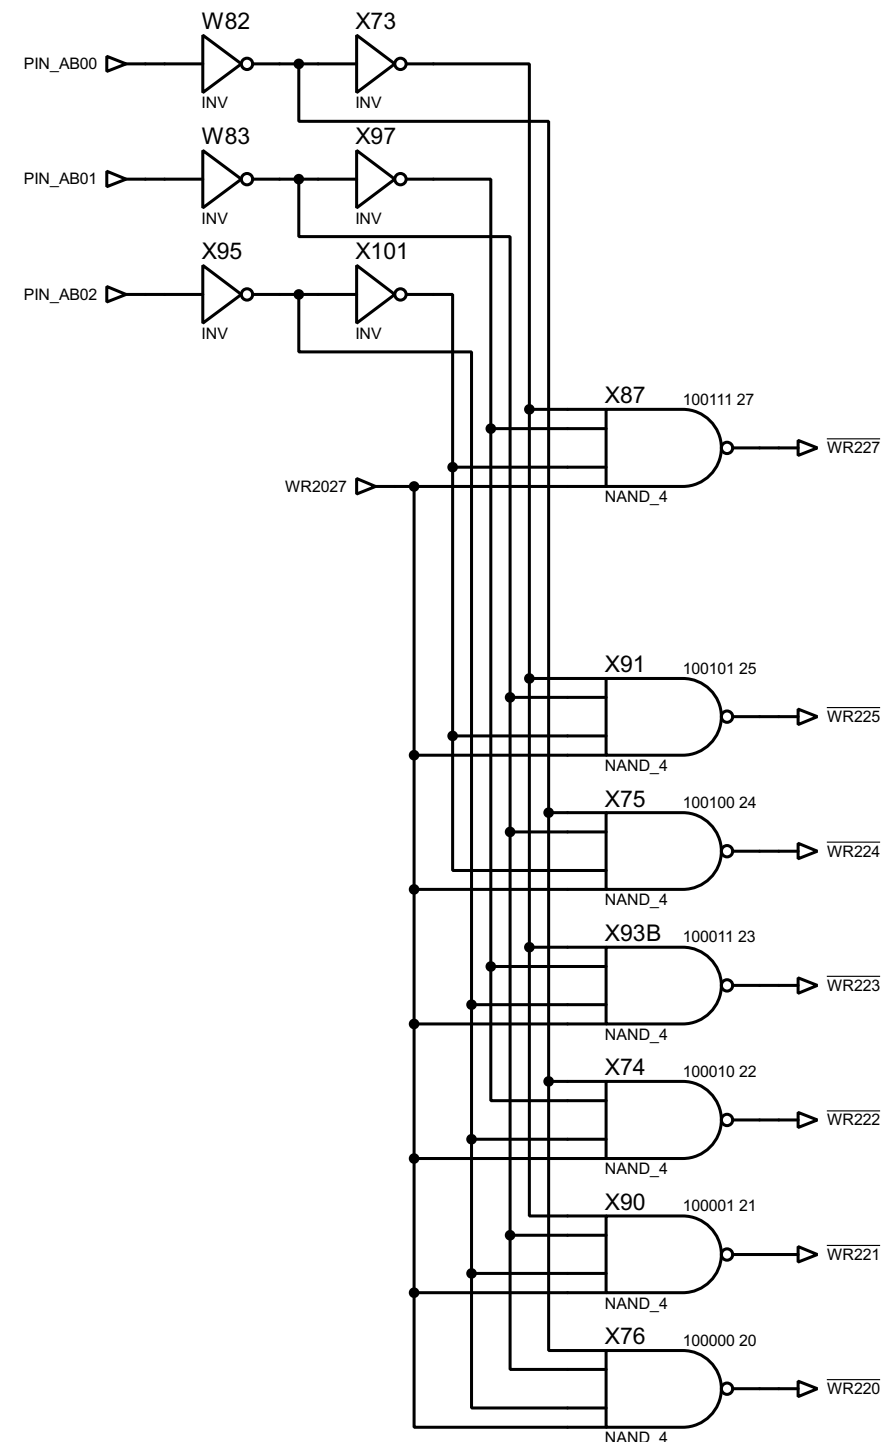 W82 X73
PIN_AB00
INV INV
W83 X97
PIN_AB01
INV INV
X95 X101
PIN_AB02
INV INV
X87 100111 27
WR227
WR2027
NAND_4
X91 100101 25
WR225
NAND_4
X75 100100 24
WR224
NAND_4
X93B 100011 23
WR223
NAND_4
X74 100010 22
WR222
NAND_4
X90 100001 21
WR221
NAND_4
X76 100000 20
WR220
NAND_4